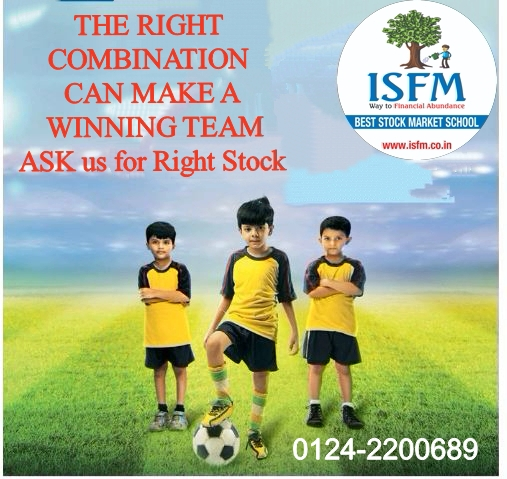 THE RIGHT
COMBINATION
CAN MAKE A
WINNING TEAM
ASK us for Right Stock
ISFM
Way to Financial Abundance
BEST STOCK MARKET SCHOOL
www.isfm.co.in
0124-2200689